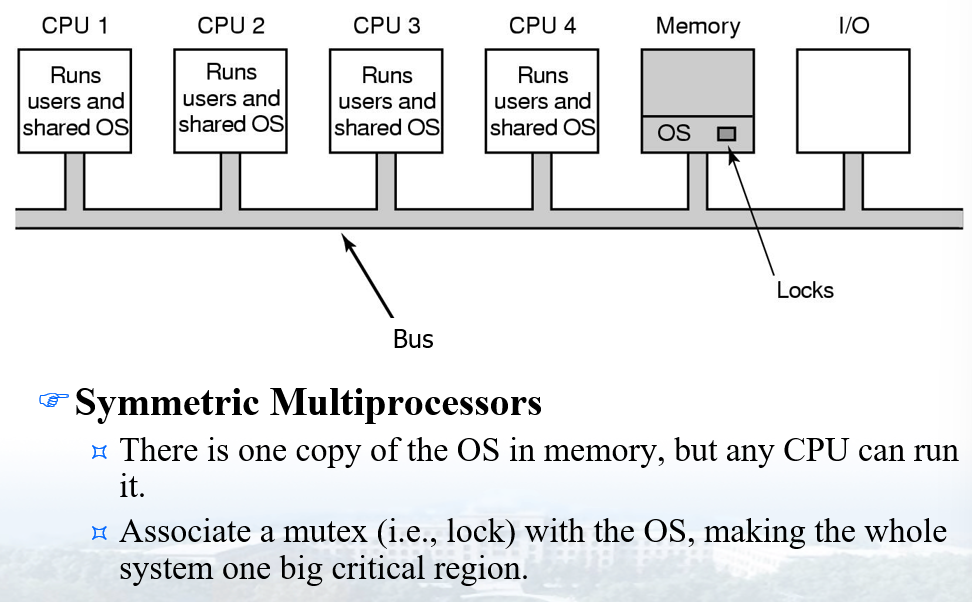 CPU 1
CPU 2
CPU 3
CPU 4
Memory
I/O
Runs
users and
shared OS
Runs
users and
shared OS
Runs
users and
shared OS
Runs
users and
shared OS
OS
Locks
Bus
Symmetric Multiprocessors
There is one copy of the OS in memory, but any CPU can run
it.
Associate a mutex (i.e., lock) with the OS, making the whole
system one big critical region.